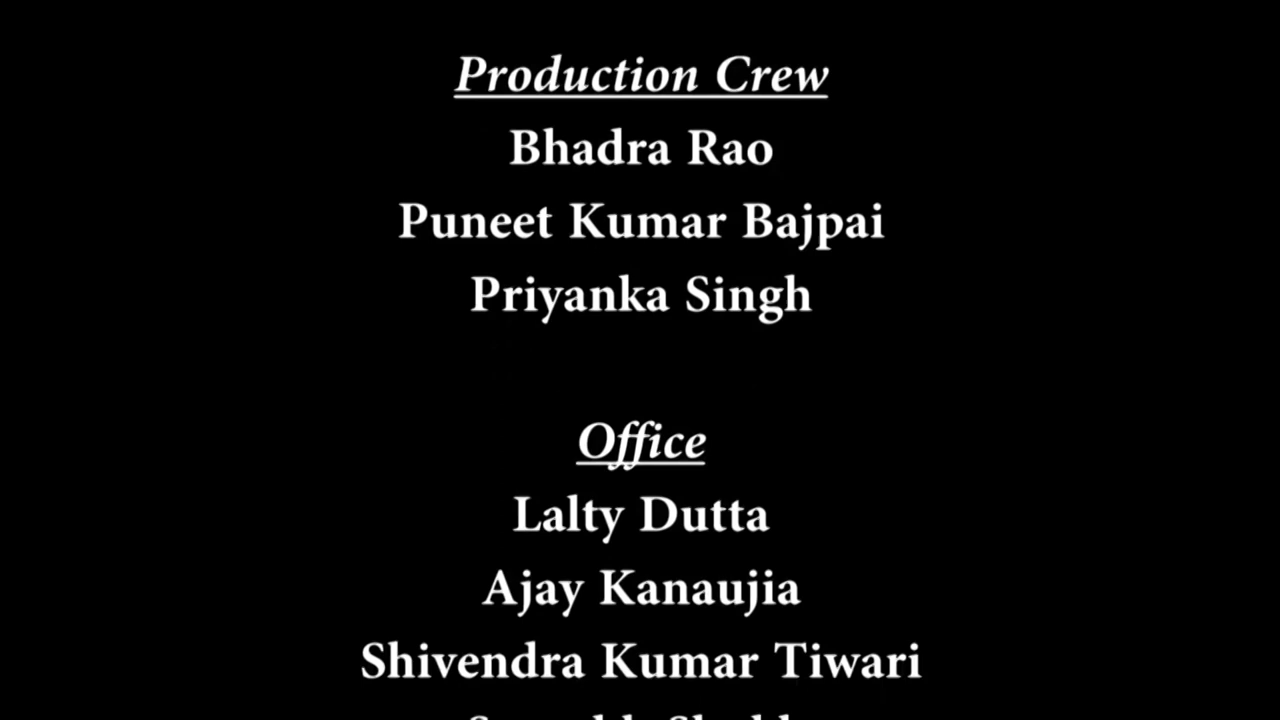 Production Crew
Bhadra Rao
Puneet Kumar Bajpai
Priyanka Singh
Office
Lalty Dutta
Ajay Kanaujia
Shivendra Kumar Tiwari